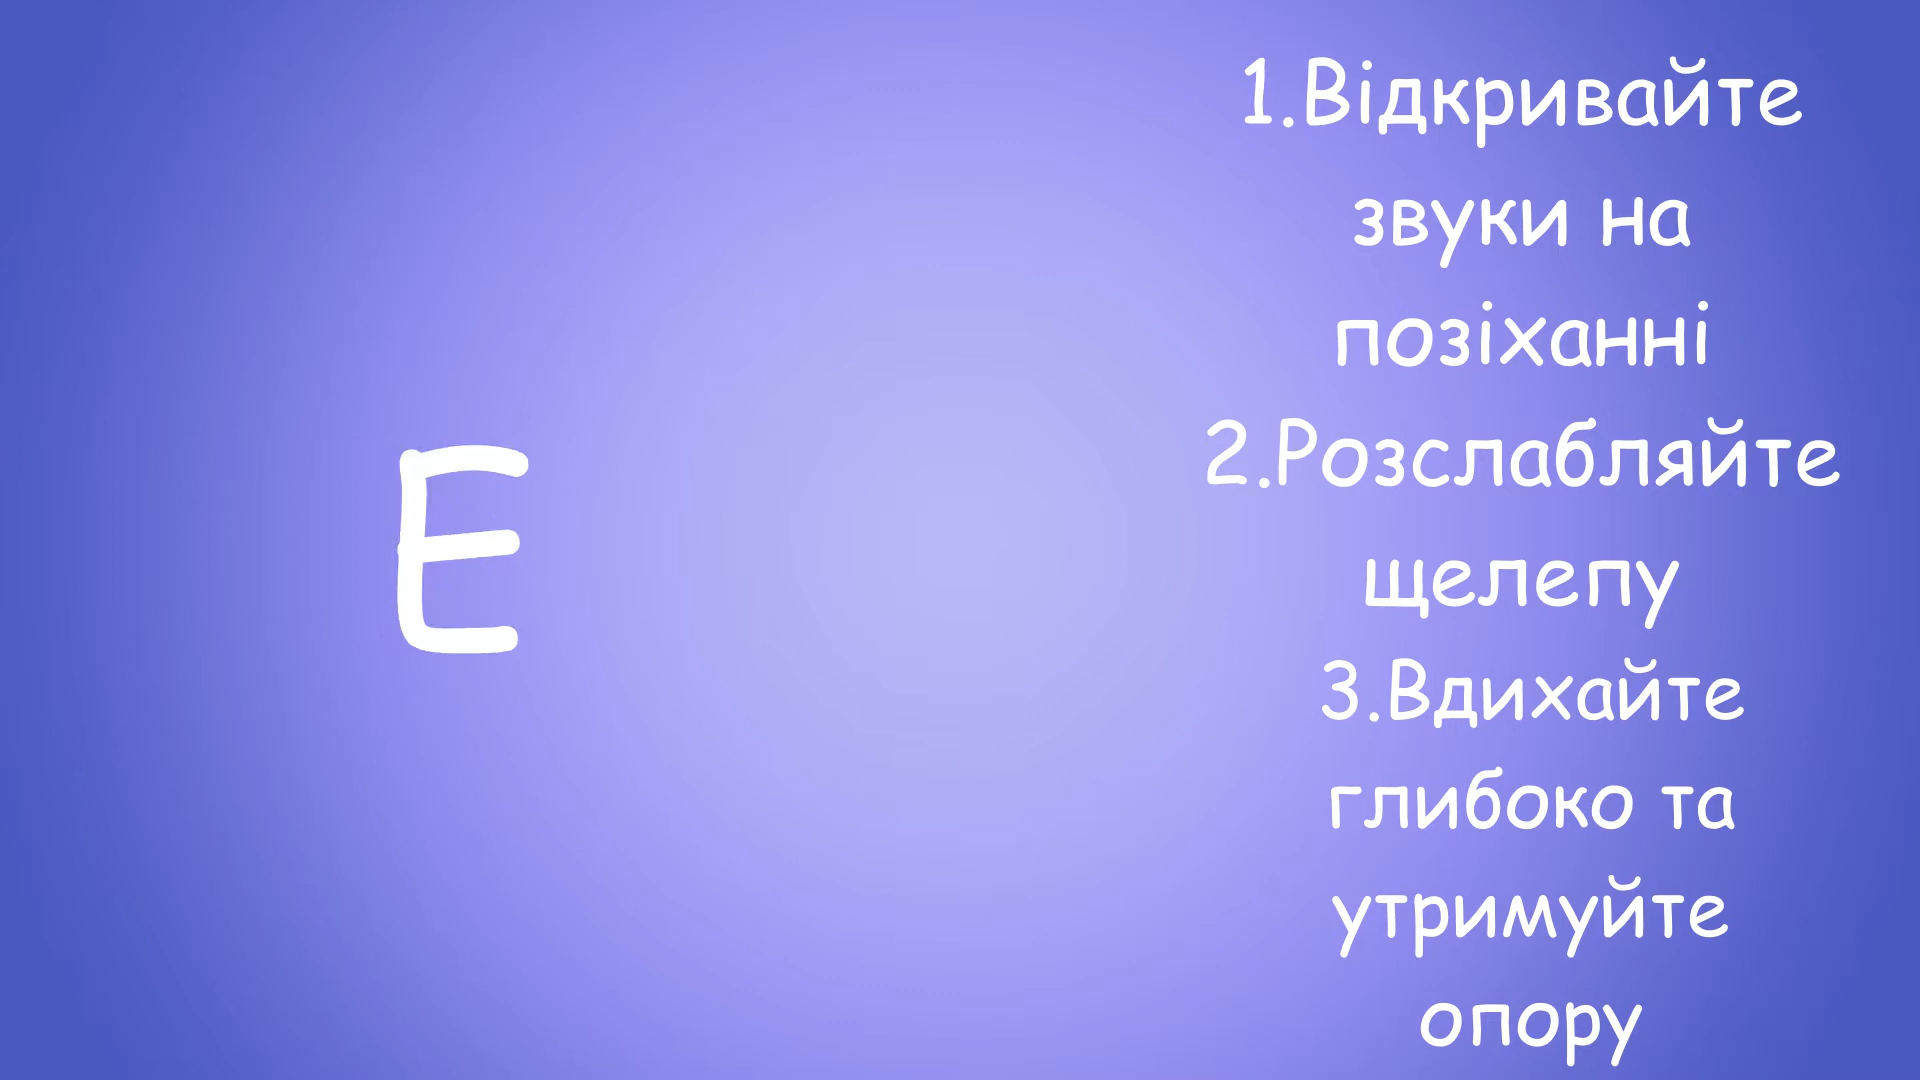 Е
1.Відкривайте
звуки на
позіханні
2.Розслабляйте
щелепу
3.Вдихайте
глибоко та
утримуйте
опору